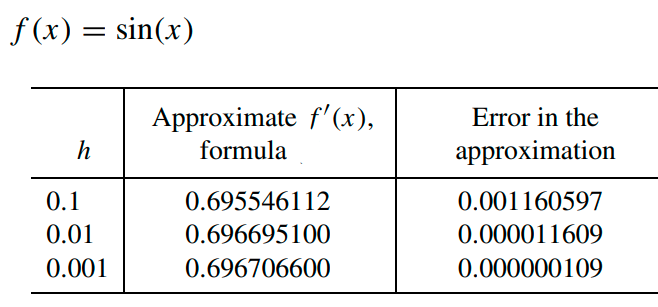 f(x) = sin(x)
h Approximate f′(x), formula Error in the approximation
0.1 0.695546112 0.001160597
0.01 0.696695100 0.000011609
0.001 0.696706600 0.000000109